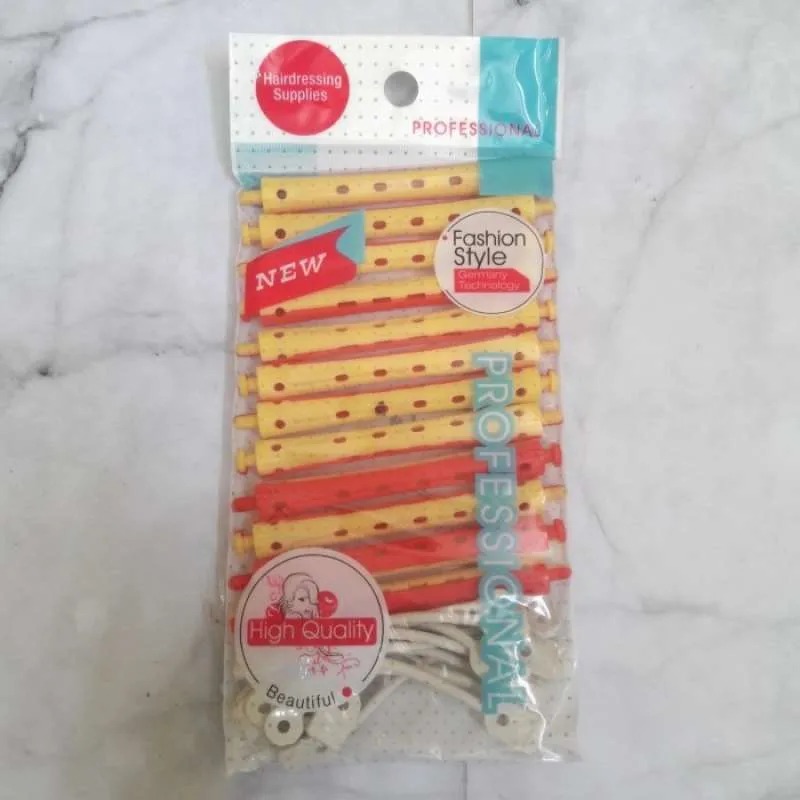 Hairdressing
Supplies
PROFESSIONAL
NEW
Fashion
Style
Germany
Technology
PROFESSIONAL
High Quality
Beautiful